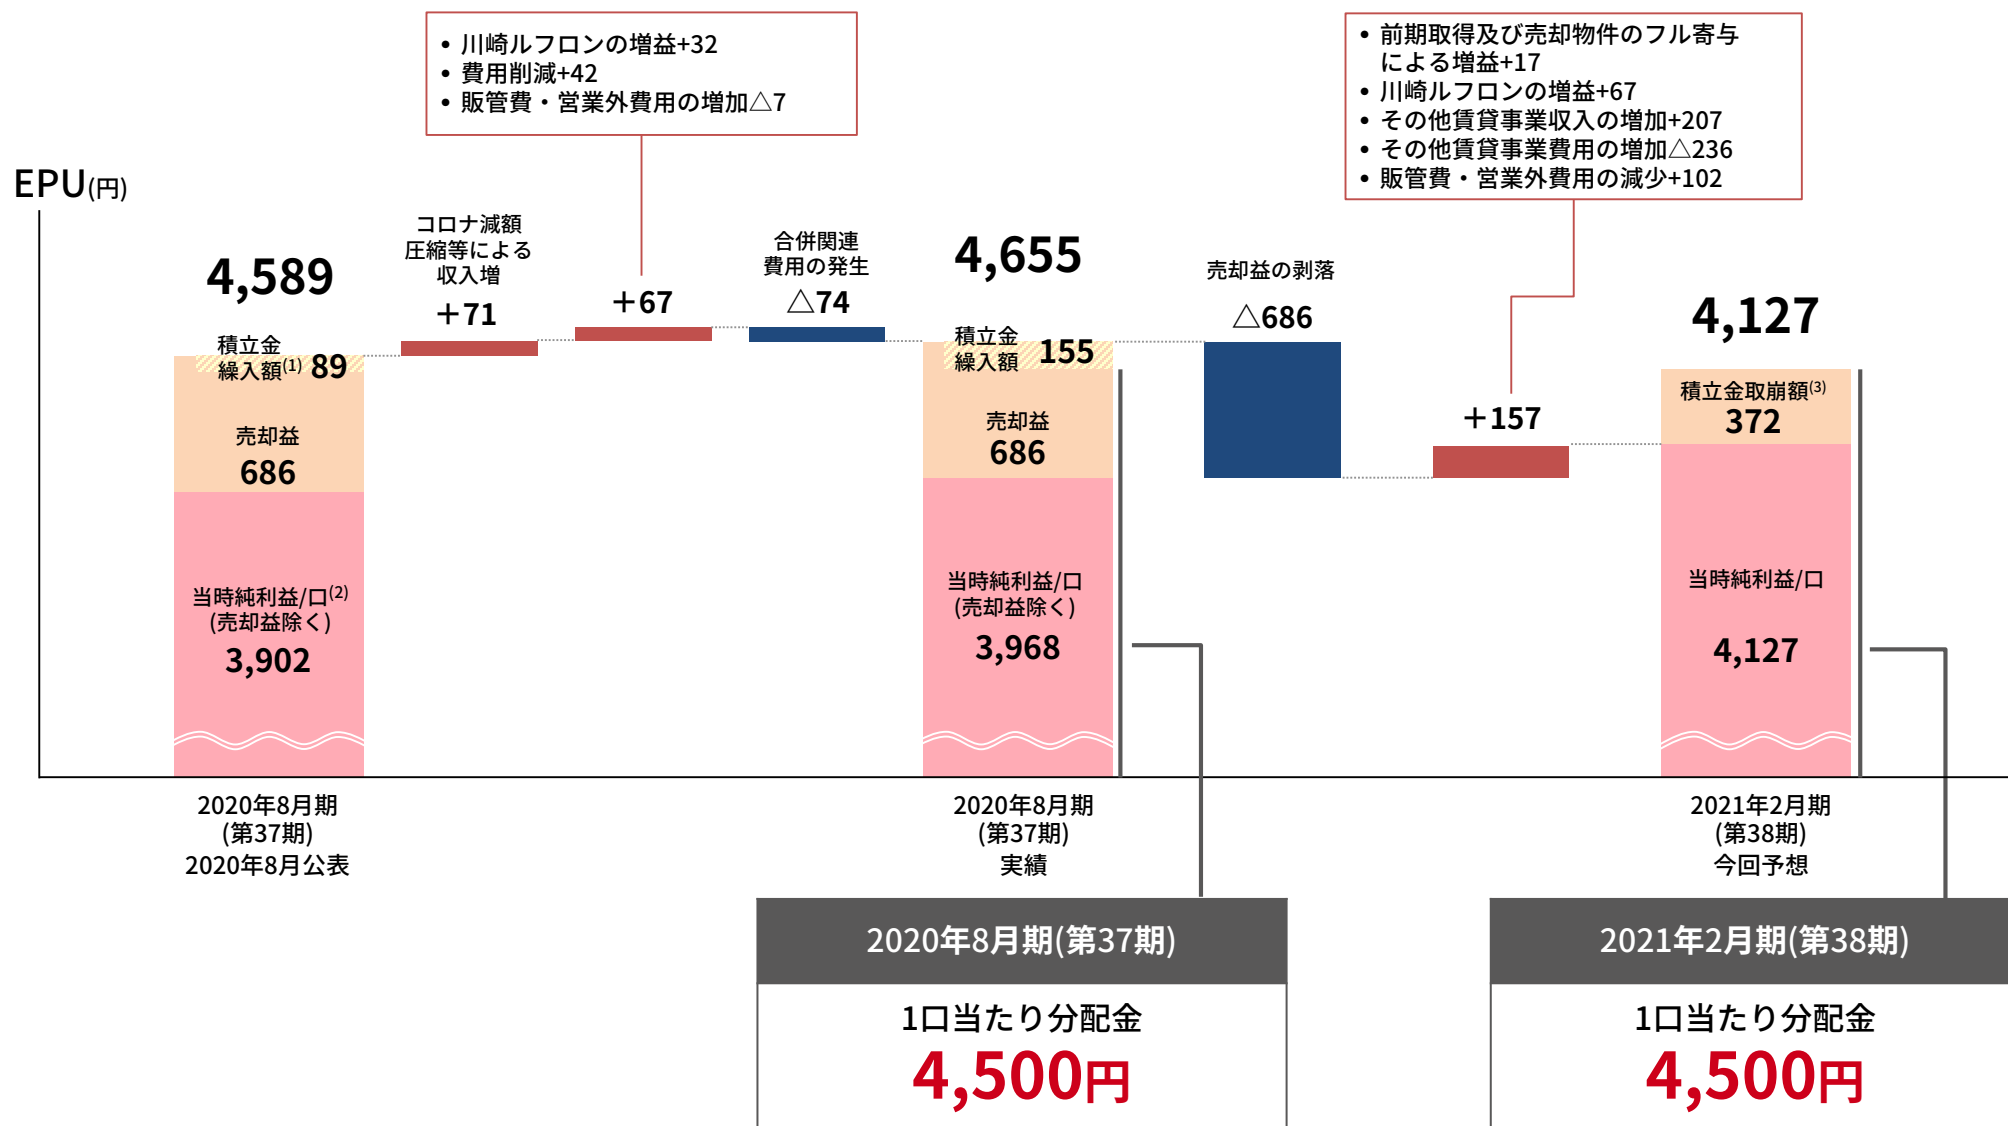 • 川崎ルフロンの増益+32
• 費用削減+42
• 販管費・営業外費用の増加△7
• 前期取得及び売却物件のフル寄与
による増益+17
• 川崎ルフロンの増益+67
• その他賃貸事業収入の増加+207
• その他賃貸事業費用の増加△236
• 販管費・営業外費用の減少+102
EPU(円)
4,589
積立金
繰入額(1) 89
売却益
686
当時純利益/口(2)
(売却益除く)
3,902
コロナ減額
圧縮等による
収入増
+71
+67
合併関連
費用の発生
△74
4,655
積立金
繰入額 155
売却益
686
当時純利益/口
(売却益除く)
3,968
売却益の剥落
△686
+157
4,127
積立金取崩額(3)
372
当時純利益/口
4,127
2020年8月期
(第37期)
2020年8月公表
2020年8月期
(第37期)
実績
2021年2月期
(第38期)
今回予想
2020年8月期(第37期)
1口当たり分配金
4,500円
2021年2月期(第38期)
1口当たり分配金
4,500円